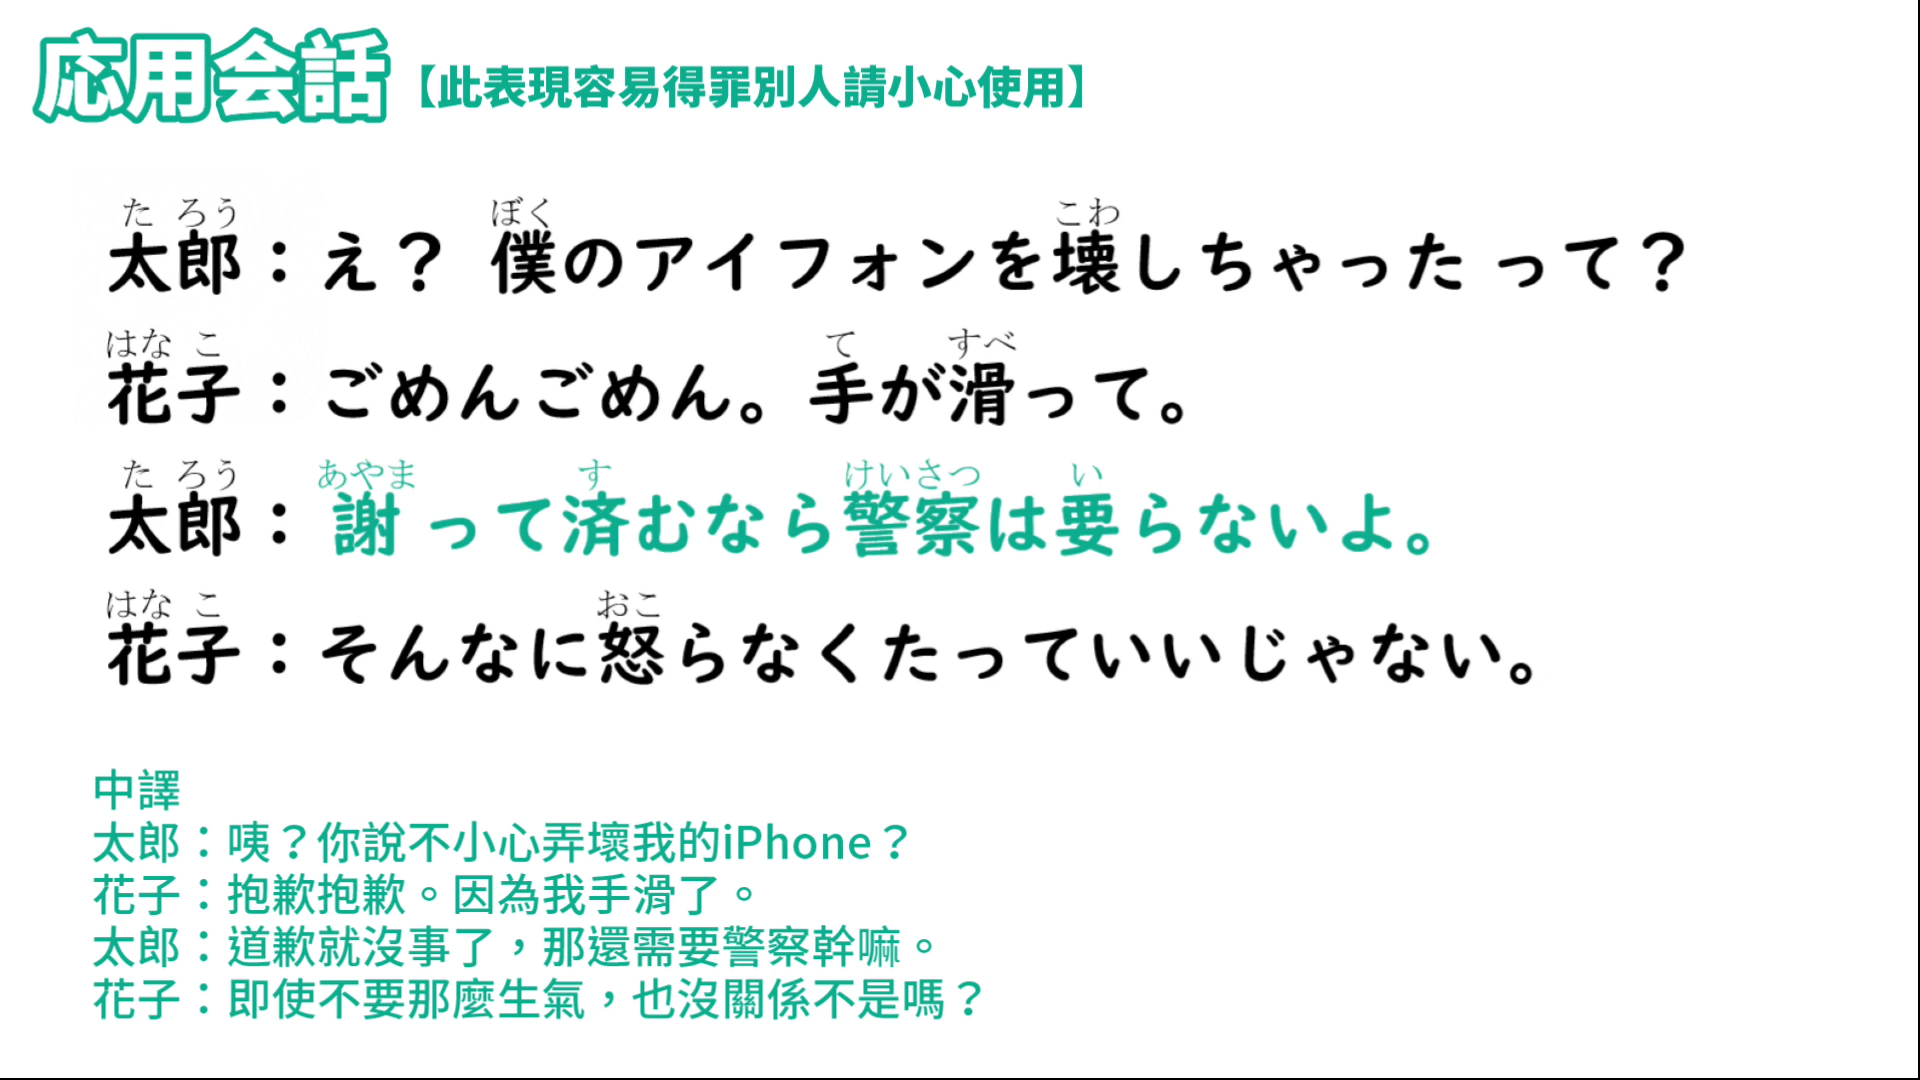 応用会話【此表現容易得罪別人請小心使用】
た ろう ぼく こわ
太郎：え？ 僕のアイフォンを壊しちゃった って？
はな こ て すべ
花子：ごめんごめん。手が滑って。
た ろう あやま す けいさつ い
太郎：謝って済むなら警察は要らないよ。
はな こ おこ
花子：そんなに怒らなくたっていいじゃない。
中譯
太郎：咦？你說不小心弄壞我的iPhone？
花子：抱歉抱歉。因為我手滑了。
太郎：道歉就沒事了，那還需要警察幹嘛。
花子：即使不要那麼生氣，也沒關係不是嗎？